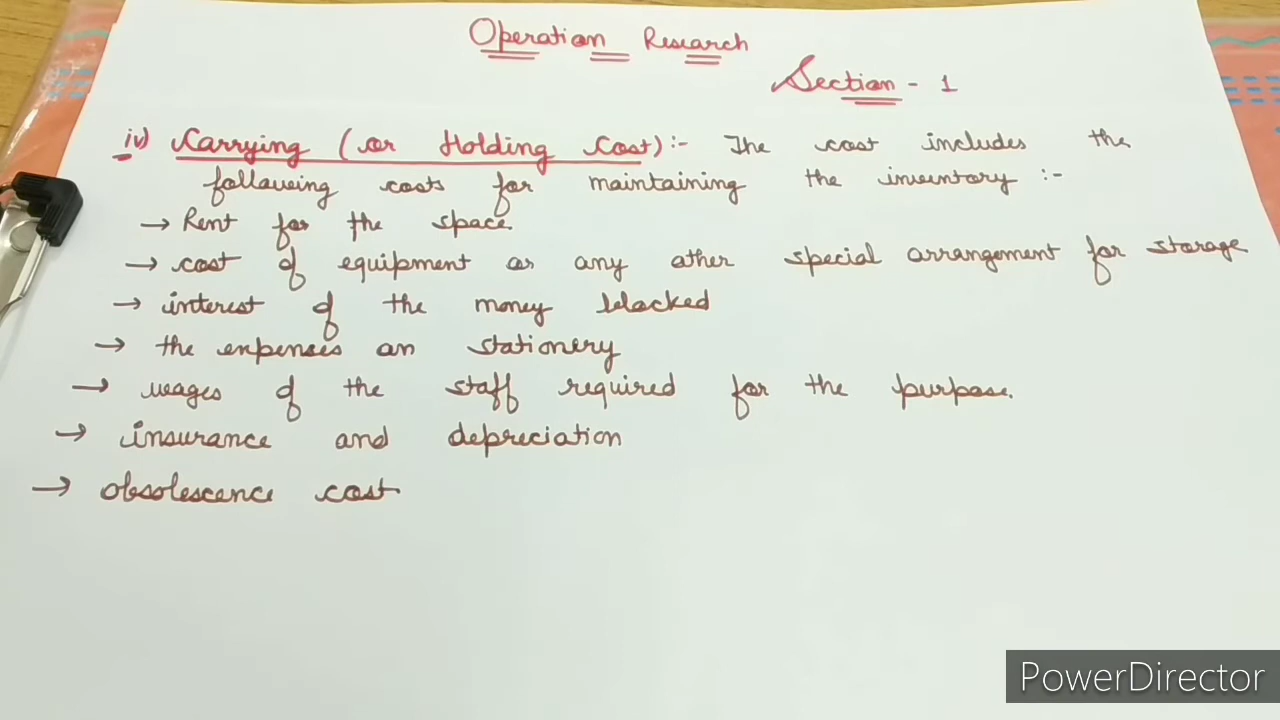 Operation Research
Section - 1
iv) Carrying (or Holding Cost) :- The cost includes the
following costs for maintaining the inventory :-
→ Rent for the space.
→ cost of equipment or any other special arrangement for storage
→ interest of the money blocked
→ the expenses on stationery
→ wages of the staff required for the purpose.
→ insurance and depreciation
→ obsolescence cost
PowerDirector